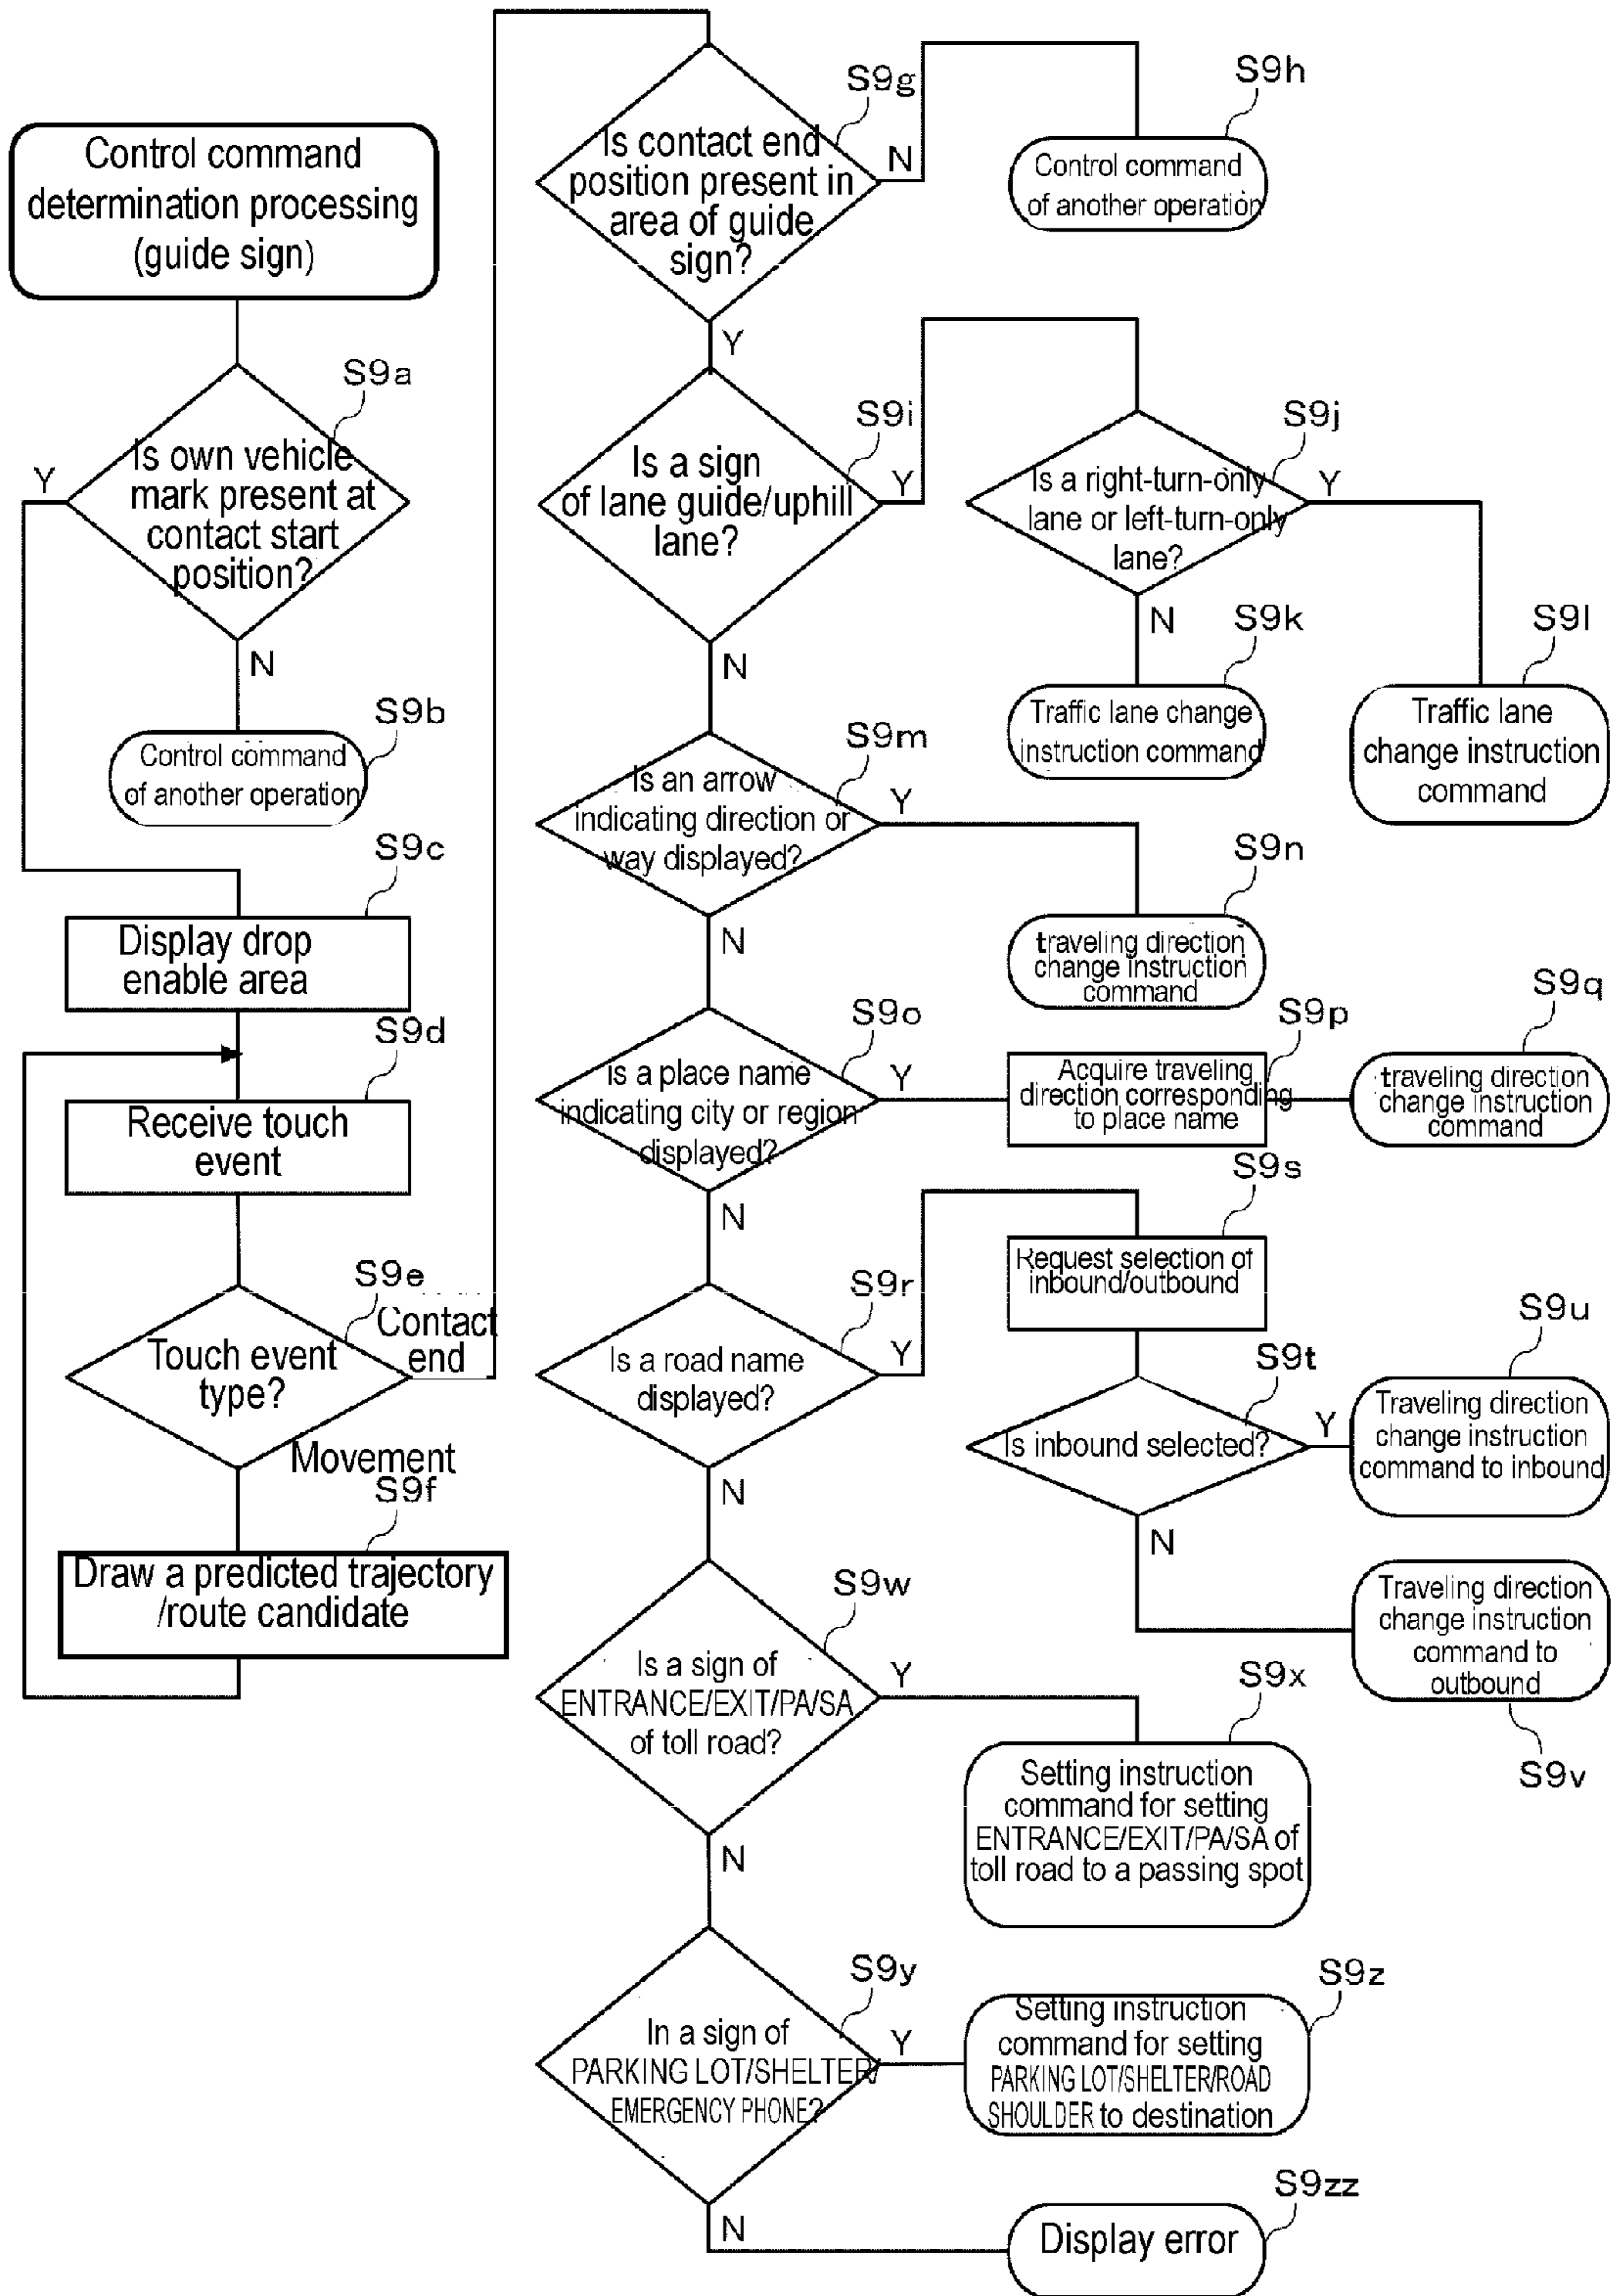 Control command
determination processing
(guide sign)
S9a
Is own vehicle
mark present at
contact start
position?
Y
N
S9b
Control command
of another operation
S9c
Display drop
enable area
S9d
Receive touch
event
S9e
Touch event
type?
Contact
end
Movement
S9f
Draw a predicted trajectory
/route candidate
S9g
Is contact end
position present in
area of guide
sign?
N
Y
S9h
Control command
of another operation
S9i
Is a sign
of lane guide/uphill
lane?
Y
N
S9j
Is a right-turn-only
lane or left-turn-only
lane?
Y
N
S9k
Traffic lane change
instruction command
S9l
Traffic lane
change instruction
command
S9m
Is an arrow
indicating direction or
way displayed?
Y
N
S9n
traveling direction
change instruction
command
S9o
is a place name
indicating city or region
displayed?
Y
N
S9p
Acquire traveling
direction corresponding
to place name
S9q
traveling direction
change instruction
command
S9r
Is a road name
displayed?
Y
N
S9s
Request selection of
inbound/outbound
S9t
Is inbound selected?
Y
N
S9u
Traveling direction
change instruction
command to inbound
Traveling direction
change instruction
command to
outbound
S9v
S9w
Is a sign of
ENTRANCE/EXIT/PA/SA
of toll road?
Y
N
S9x
Setting instruction
command for setting
ENTRANCE/EXIT/PA/SA of
toll road to a passing spot
S9y
In a sign of
PARKING LOT/SHELTER/
EMERGENCY PHONE?
Y
N
S9z
Setting instruction
command for setting
PARKING LOT/SHELTER/ROAD
SHOULDER to destination
S9zz
Display error